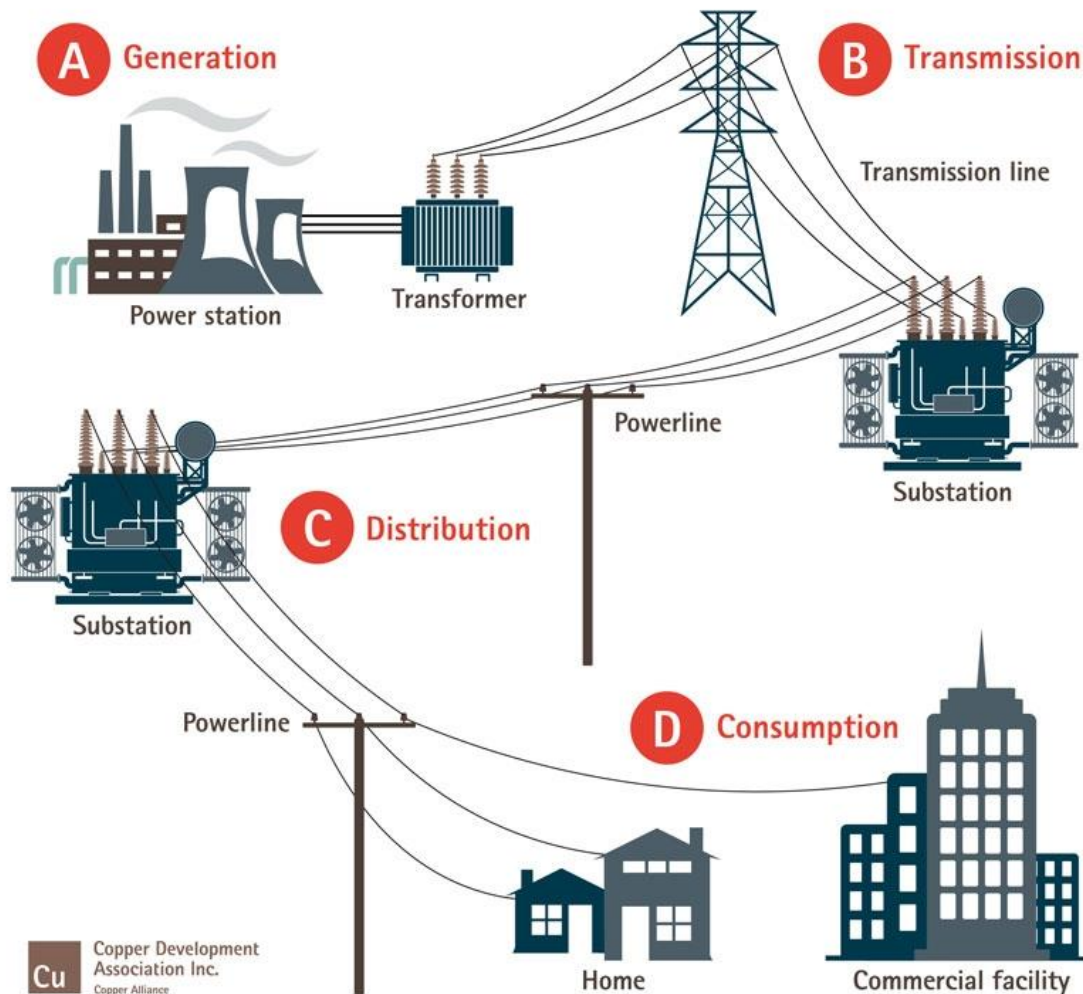 A Generation
B Transmission
Transmission line
Power station
Transformer
Powerline
Substation
C Distribution
Substation
Powerline
D Consumption
Home
Commercial facility
Cu
Copper Development
Association Inc.
Copper Alliance